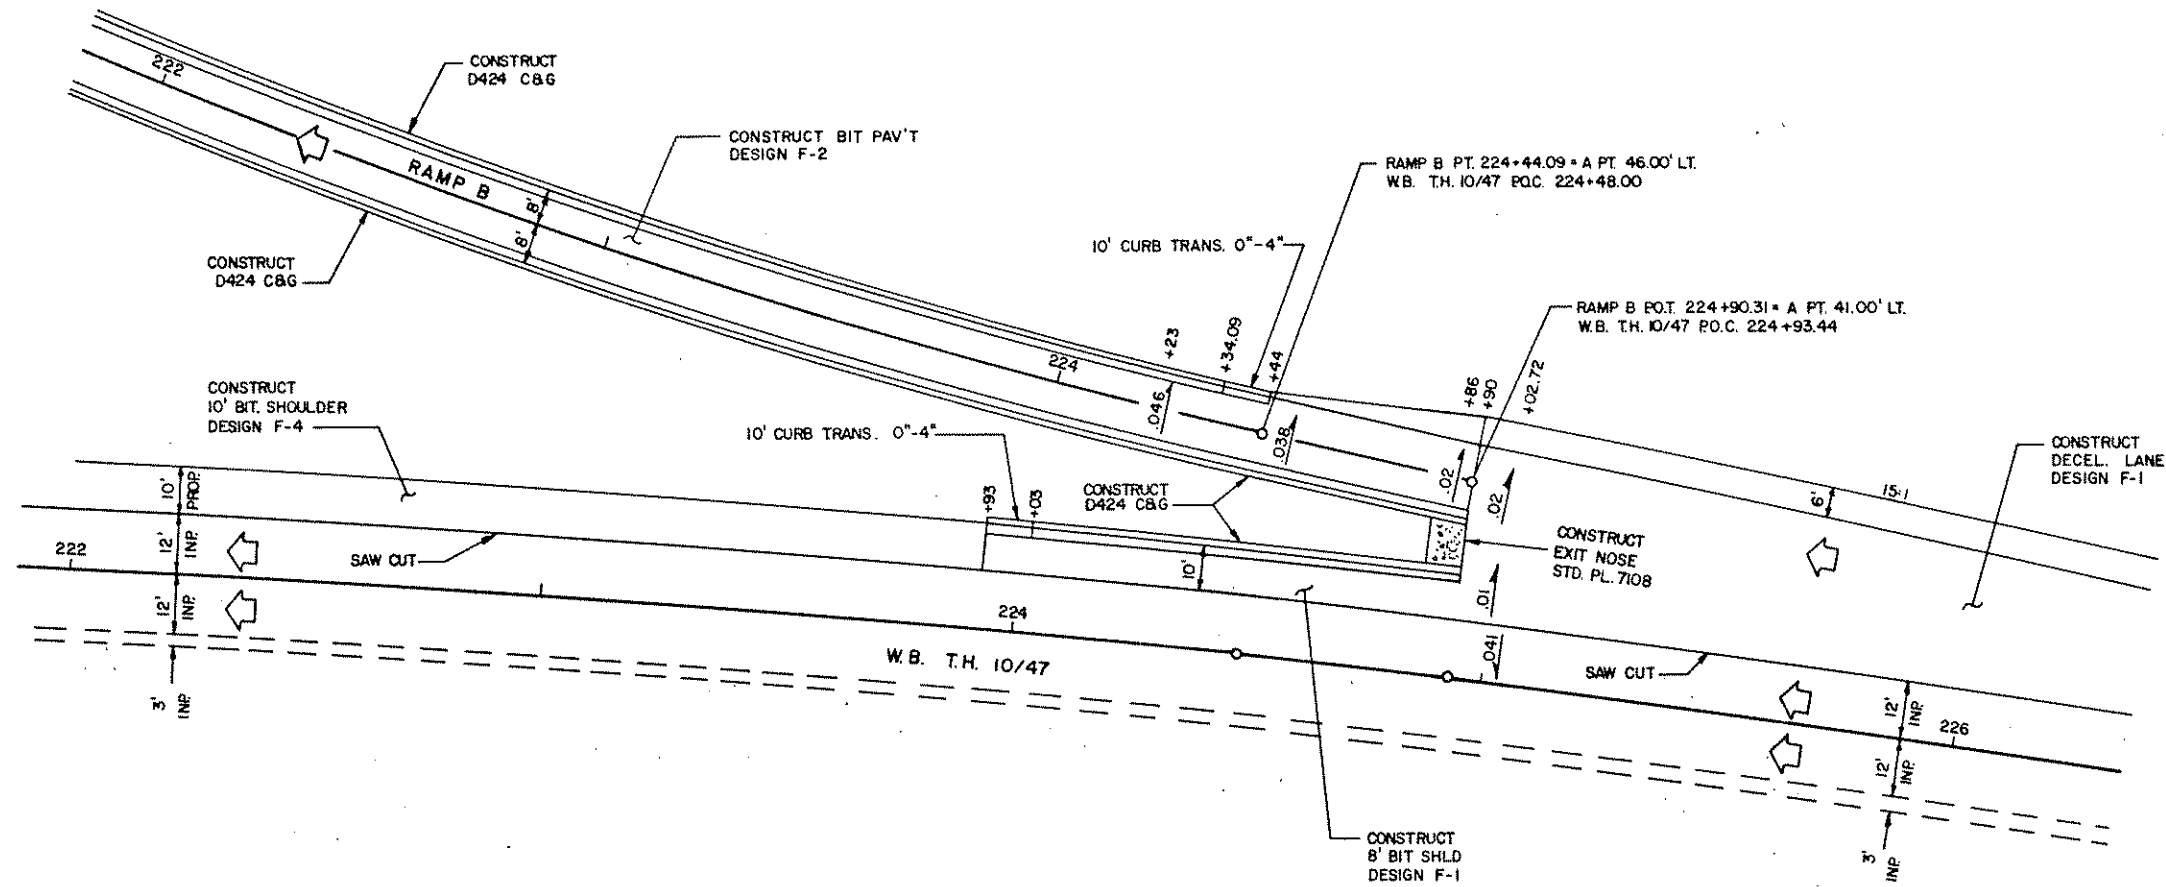 222
CONSTRUCT
D424 C&G
RAMP B
8'
8'
CONSTRUCT BIT PAV'T
DESIGN F-2
CONSTRUCT
D424 C&G
RAMP B PT. 224+44.09 = A PT. 46.00' LT.
W.B. T.H. 10/47 P.O.C. 224+48.00
10' CURB TRANS. 0"-4"
RAMP B P.O.T. 224+90.31 = A PT. 41.00' LT.
W.B. T.H. 10/47 P.O.C. 224+93.44
224
+23
+34.09
+44
+86
+90
+02.72
.046
.038
.02
.02
CONSTRUCT
10' BIT. SHOULDER
DESIGN F-4
10' CURB TRANS. 0"-4"
CONSTRUCT
D424 C&G
CONSTRUCT
DECEL. LANE
DESIGN F-1
15:1
6'
10'
PROP.
12'
INP.
12'
INP.
3'
INP.
222
SAW CUT
+93
+03
10'
CONSTRUCT
EXIT NOSE
STD. PL. 7108
.01
.041
224
W.B. T.H. 10/47
SAW CUT
12'
INP.
12'
INP.
3'
INP.
226
CONSTRUCT
8' BIT SHLD
DESIGN F-1